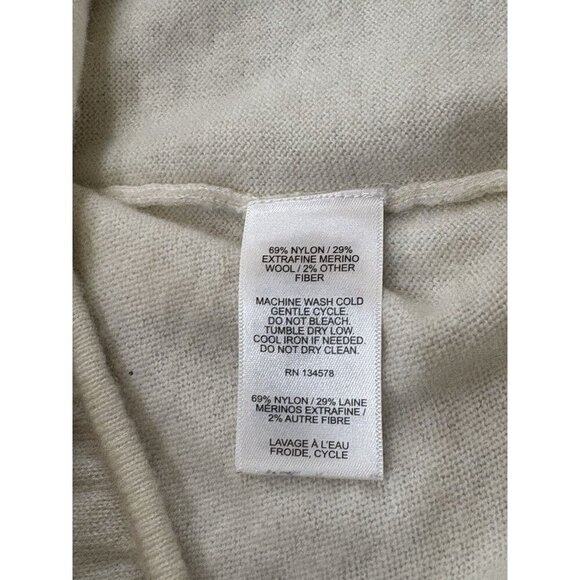 69% NYLON / 29%
EXTRAFINE MERINO
WOOL / 2% OTHER
FIBER
MACHINE WASH COLD
GENTLE CYCLE.
DO NOT BLEACH.
TUMBLE DRY LOW.
COOL IRON IF NEEDED.
DO NOT DRY CLEAN.
RN 134578
69% NYLON / 29% LAINE
MÉRINOS EXTRAFINE /
2% AUTRE FIBRE
LAVAGE À L'EAU
FROIDE, CYCLE